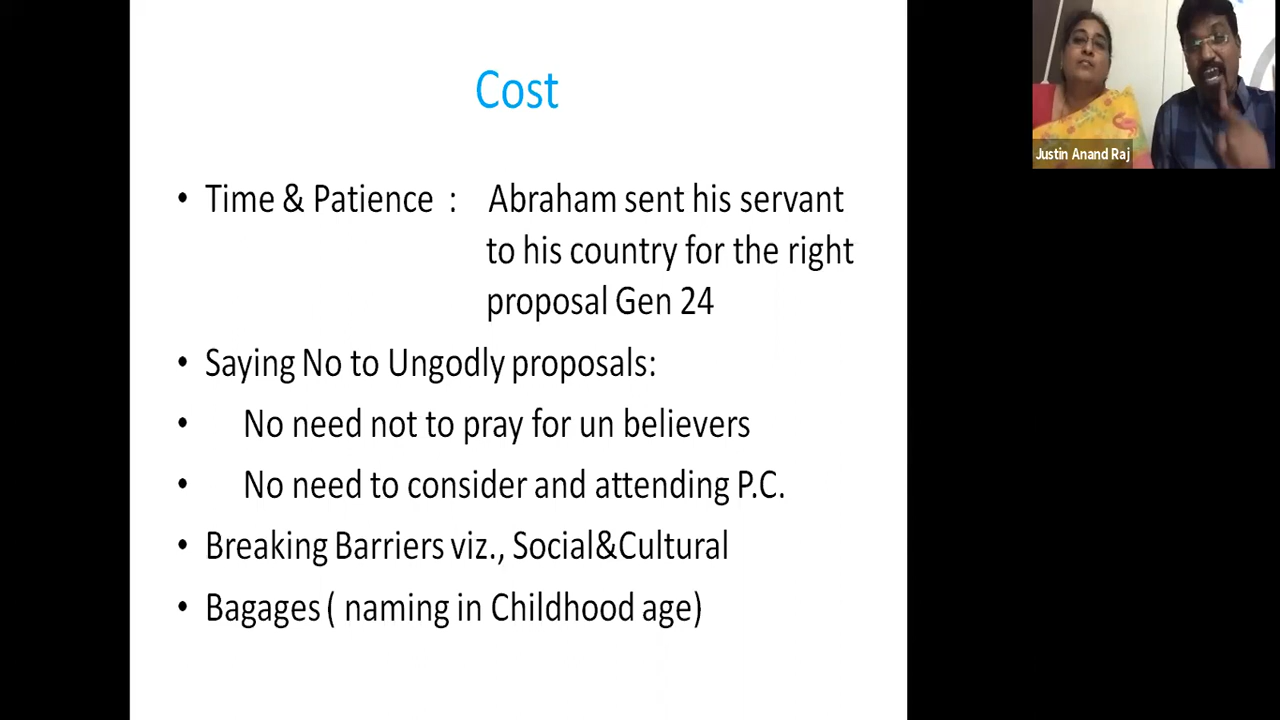 Cost
• Time & Patience : Abraham sent his servant
to his country for the right
proposal Gen 24
• Saying No to Ungodly proposals:
• No need not to pray for un believers
• No need to consider and attending P.C.
• Breaking Barriers viz., Social&Cultural
• Bagages ( naming in Childhood age)
Justin Anand Raj